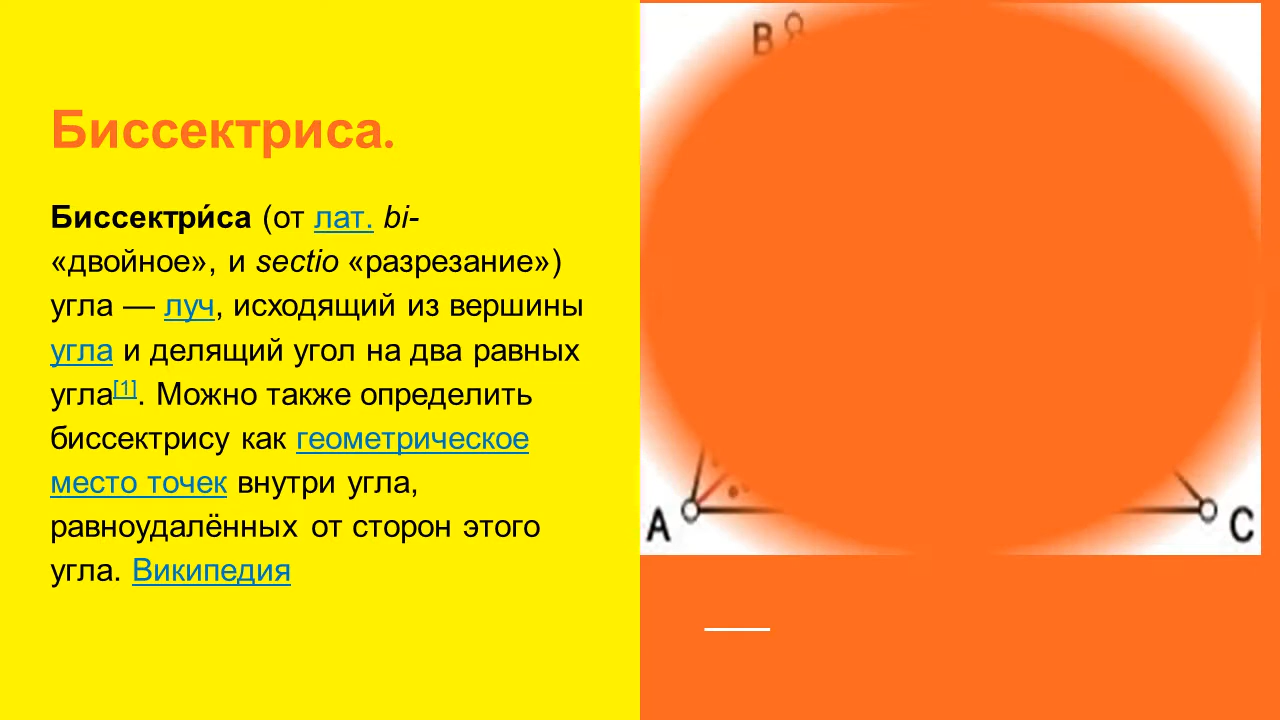 Биссектриса.
Биссектри́са (от лат. bi-
«двойное», и sectio «разрезание»)
угла — луч, исходящий из вершины
угла и делящий угол на два равных
угла[1]. Можно также определить
биссектрису как геометрическое
место точек внутри угла,
равноудалённых от сторон этого
угла. Википедия
B
A
C